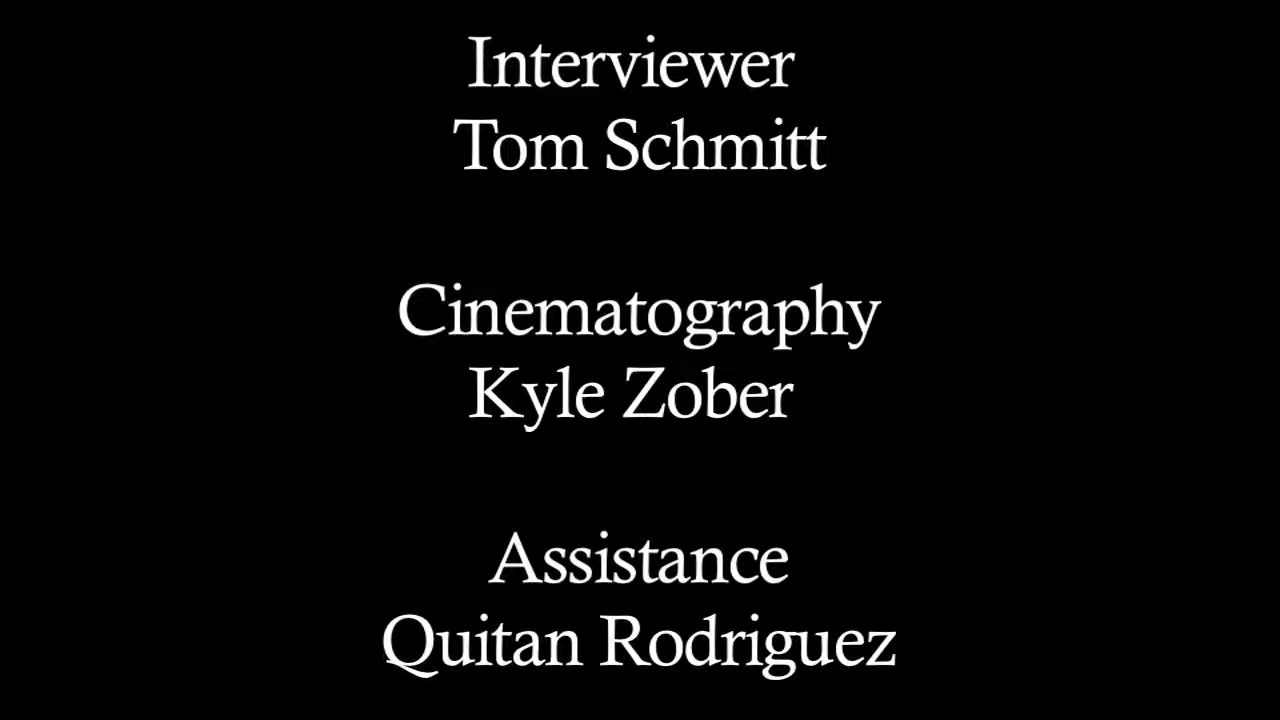 Interviewer
Tom Schmitt
Cinematography
Kyle Zober
Assistance
Quitan Rodriguez